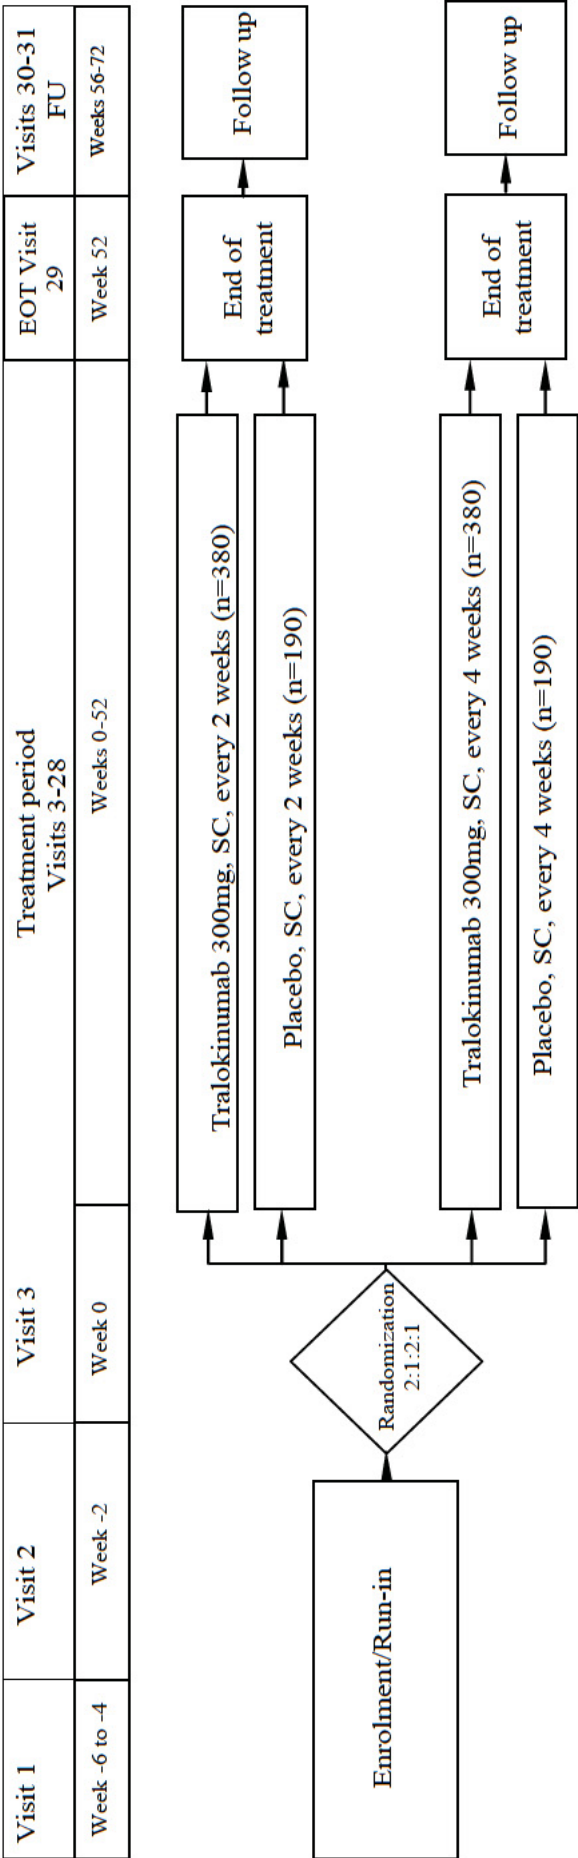 Visit 1
Visit 2
Visit 3
Treatment period
Visits 3-28
EOT Visit
29
Visits 30-31
FU
Week -6 to -4
Week -2
Week 0
Weeks 0-52
Week 52
Weeks 56-72
Enrolment/Run-in
Randomization
2:1:2:1
Tralokinumab 300mg, SC, every 2 weeks (n=380)
Placebo, SC, every 2 weeks (n=190)
End of
treatment
Follow up
Tralokinumab 300mg, SC, every 4 weeks (n=380)
Placebo, SC, every 4 weeks (n=190)
End of
treatment
Follow up